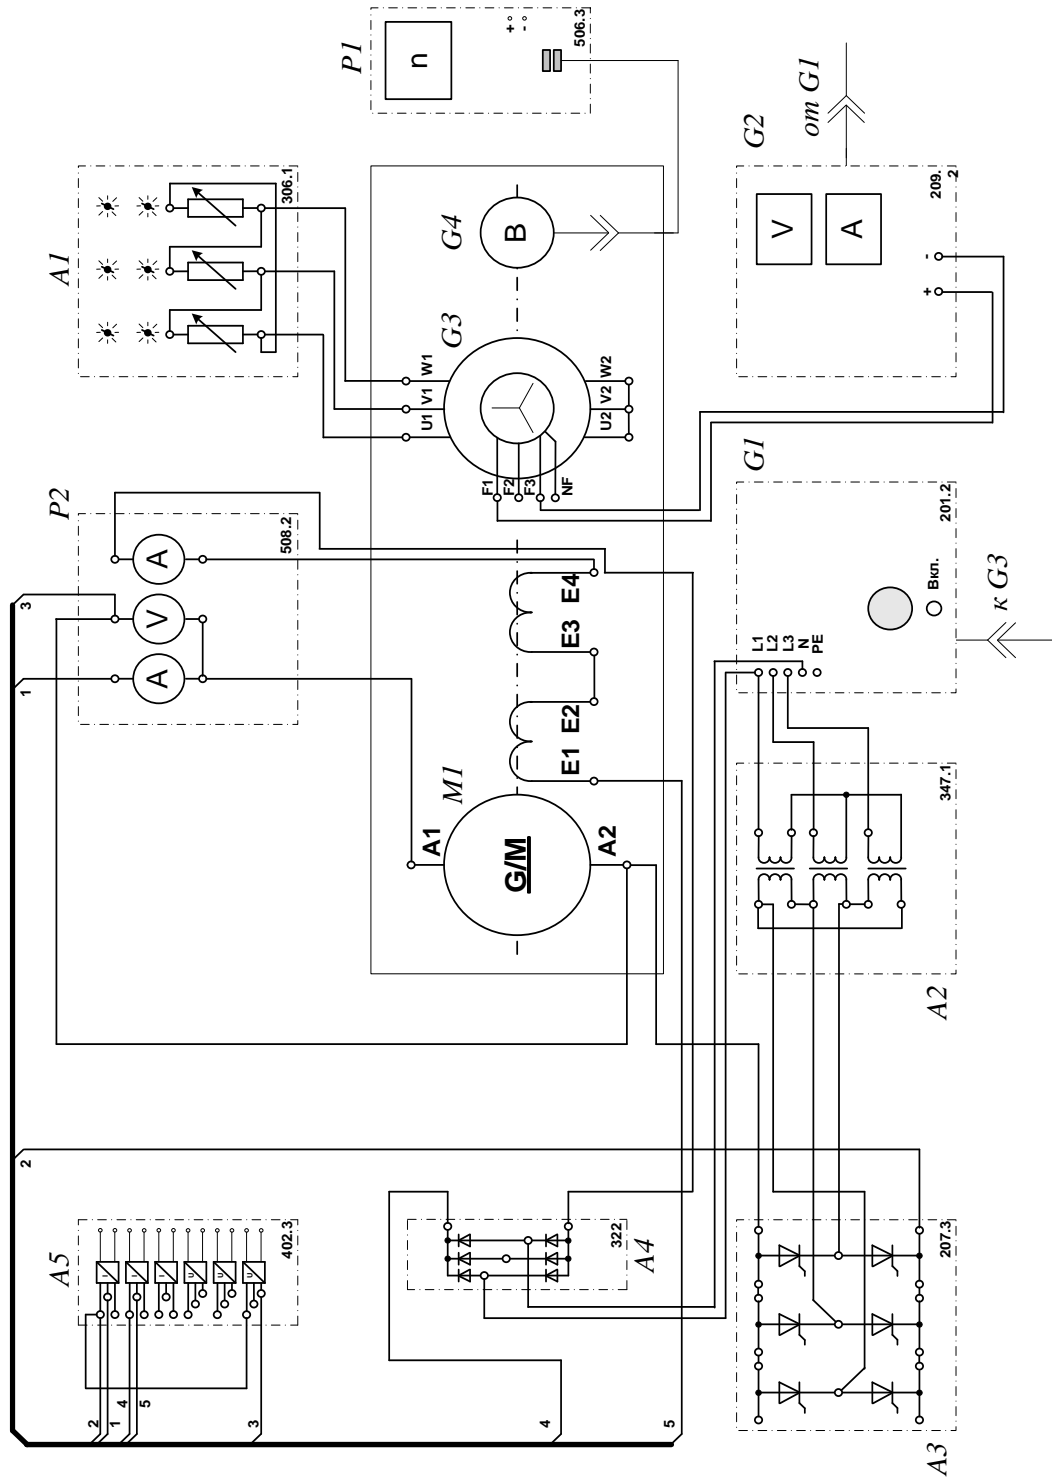 P1
n
+
-
506.3
A1
306.1
G4
B
G3
W1
V1
U1
W2
V2
U2
F1
F2
F3
NF
от G1
G2
V
A
209.
2
+
-
P2
A
V
A
508.2
3
1
E4
E3
E2
E1
M1
A1
G/M
A2
G1
201.2
L1
L2
L3
N
PE
Вкл.
к G3
347.1
A2
2
A5
402.3
I
I
I
U
U
U
2
1
4
5
3
322
A4
4
5
207.3
A3